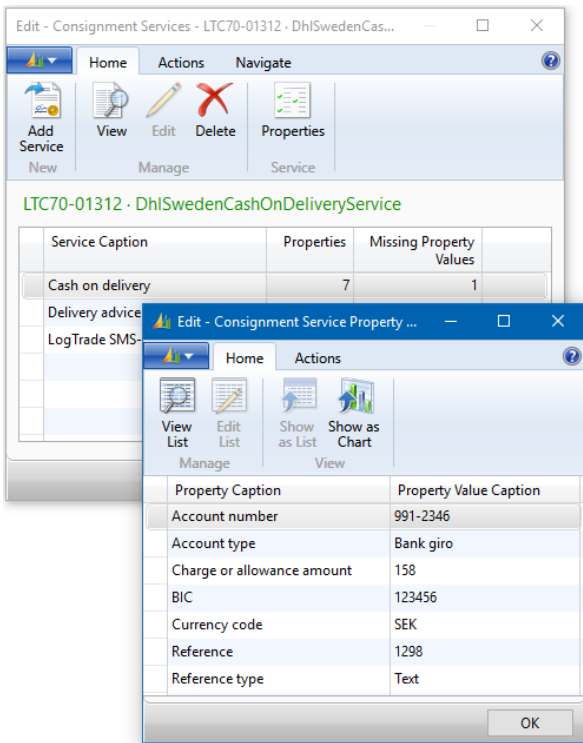 Edit - Consignment Services - LTC70-01312 · DhlSwedenCas...
Home Actions Navigate
Add Service
View
Edit
Delete
Properties
New
Manage
Service
LTC70-01312 · DhlSwedenCashOnDeliveryService
Service Caption Properties Missing Property Values
Cash on delivery 7 1
Delivery advice
LogTrade SMS-
Edit - Consignment Service Property ...
Home Actions
View List
Edit List
Show as List
Show as Chart
Manage
View
Property Caption Property Value Caption
Account number 991-2346
Account type Bank giro
Charge or allowance amount 158
BIC 123456
Currency code SEK
Reference 1298
Reference type Text
OK